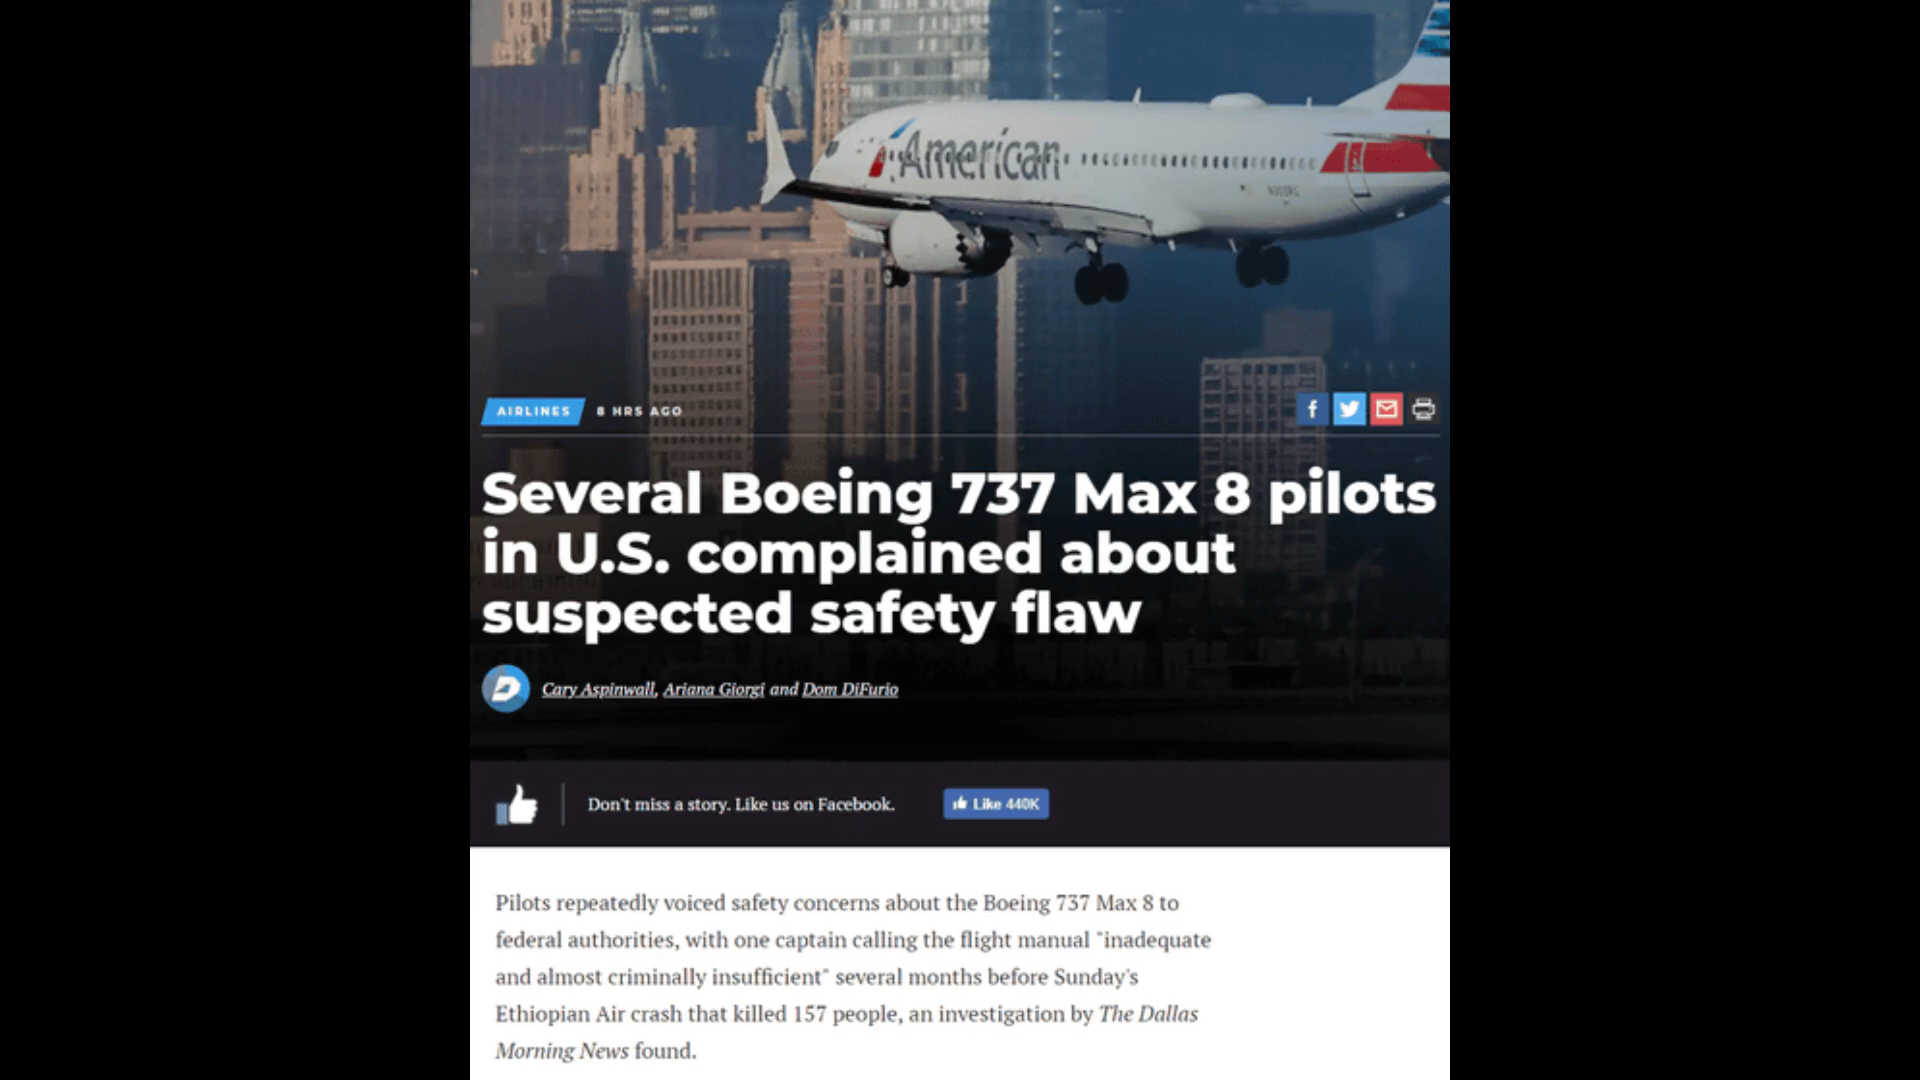 American
AIRLINES 8 HRS AGO
Several Boeing 737 Max 8 pilots
in U.S. complained about
suspected safety flaw
Cary Aspinwall, Ariana Giorgi and Dom DiFurio
Don't miss a story. Like us on Facebook.
Like 440K
Pilots repeatedly voiced safety concerns about the Boeing 737 Max 8 to
federal authorities, with one captain calling the flight manual "inadequate
and almost criminally insufficient" several months before Sunday's
Ethiopian Air crash that killed 157 people, an investigation by The Dallas
Morning News found.